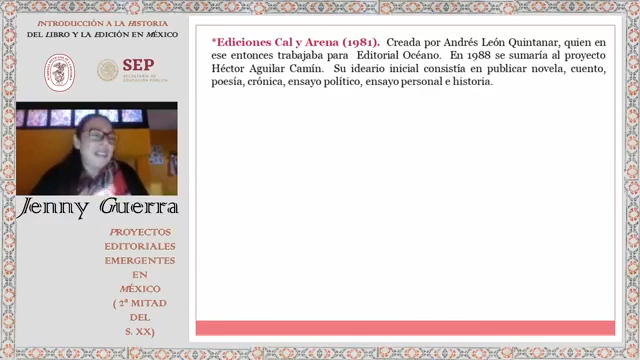 INTRODUCCIÓN A LA HISTORIA
DEL LIBRO Y LA EDICIÓN EN MÉXICO
SEP
SECRETARÍA DE
EDUCACIÓN PÚBLICA
Jenny Guerra
PROYECTOS
EDITORIALES
EMERGENTES
EN
MÉXICO
( 2ª MITAD
DEL
S. XX)
*Ediciones Cal y Arena (1981). Creada por Andrés León Quintanar, quien en
ese entonces trabajaba para Editorial Océano. En 1988 se sumaría al proyecto
Héctor Aguilar Camín. Su ideario inicial consistía en publicar novela, cuento,
poesía, crónica, ensayo político, ensayo personal e historia.